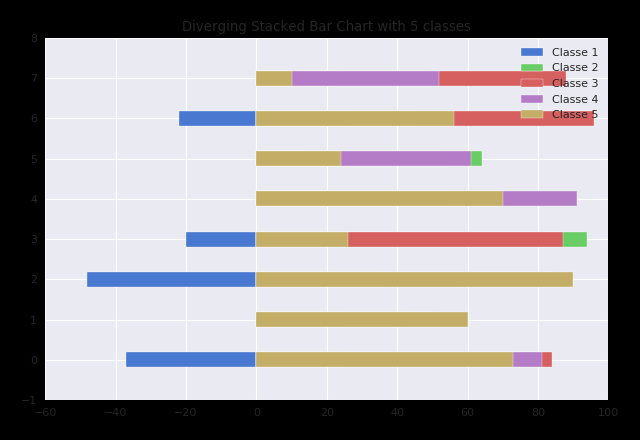 Diverging Stacked Bar Chart with 5 classes
8
7
6
5
4
3
2
1
0
−1
−60 −40 −20 0 20 40 60 80 100
Classe 1
Classe 2
Classe 3
Classe 4
Classe 5